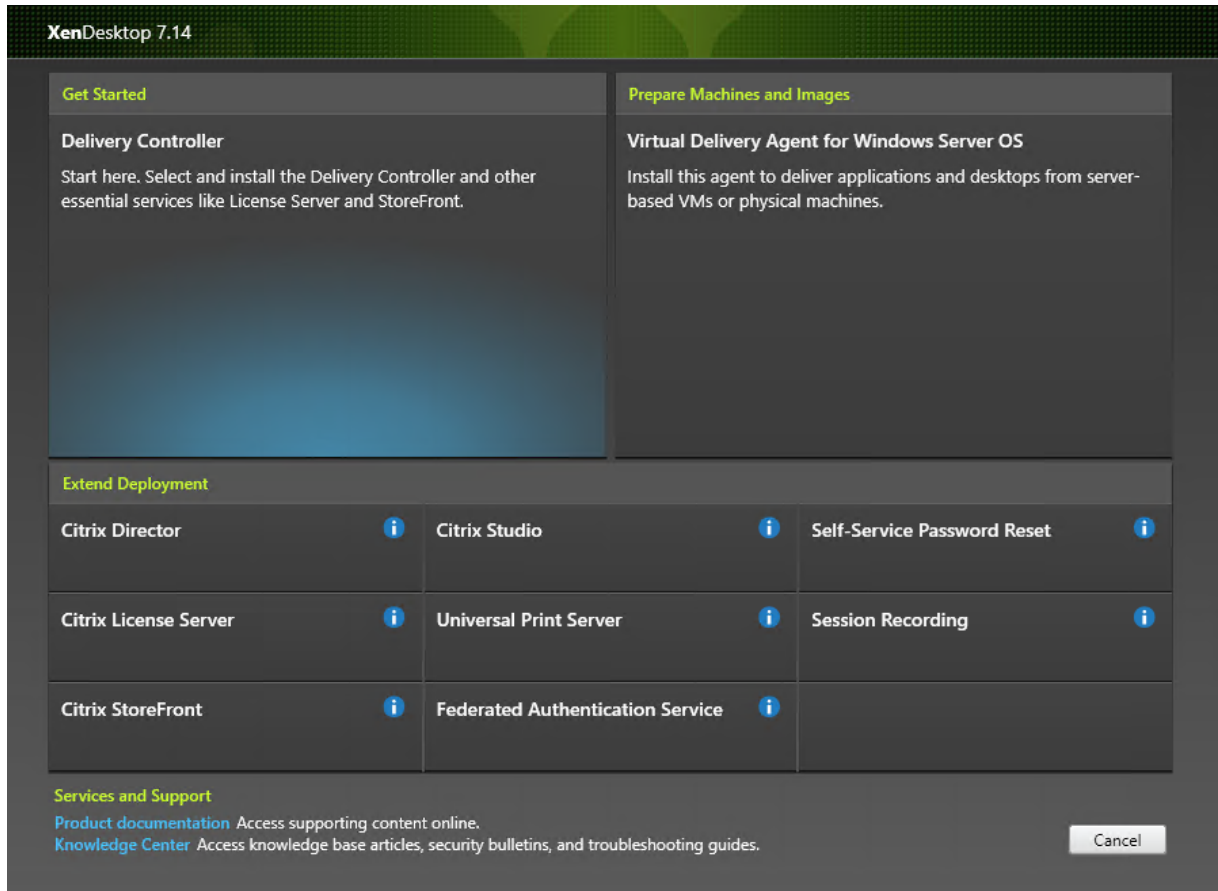 XenDesktop 7.14
Get Started
Delivery Controller
Start here. Select and install the Delivery Controller and other
essential services like License Server and StoreFront.
Prepare Machines and Images
Virtual Delivery Agent for Windows Server OS
Install this agent to deliver applications and desktops from server-
based VMs or physical machines.
Extend Deployment
Citrix Director
Citrix Studio
Self-Service Password Reset
Citrix License Server
Universal Print Server
Session Recording
Citrix StoreFront
Federated Authentication Service
Services and Support
Product documentation Access supporting content online.
Knowledge Center Access knowledge base articles, security bulletins, and troubleshooting guides.
Cancel